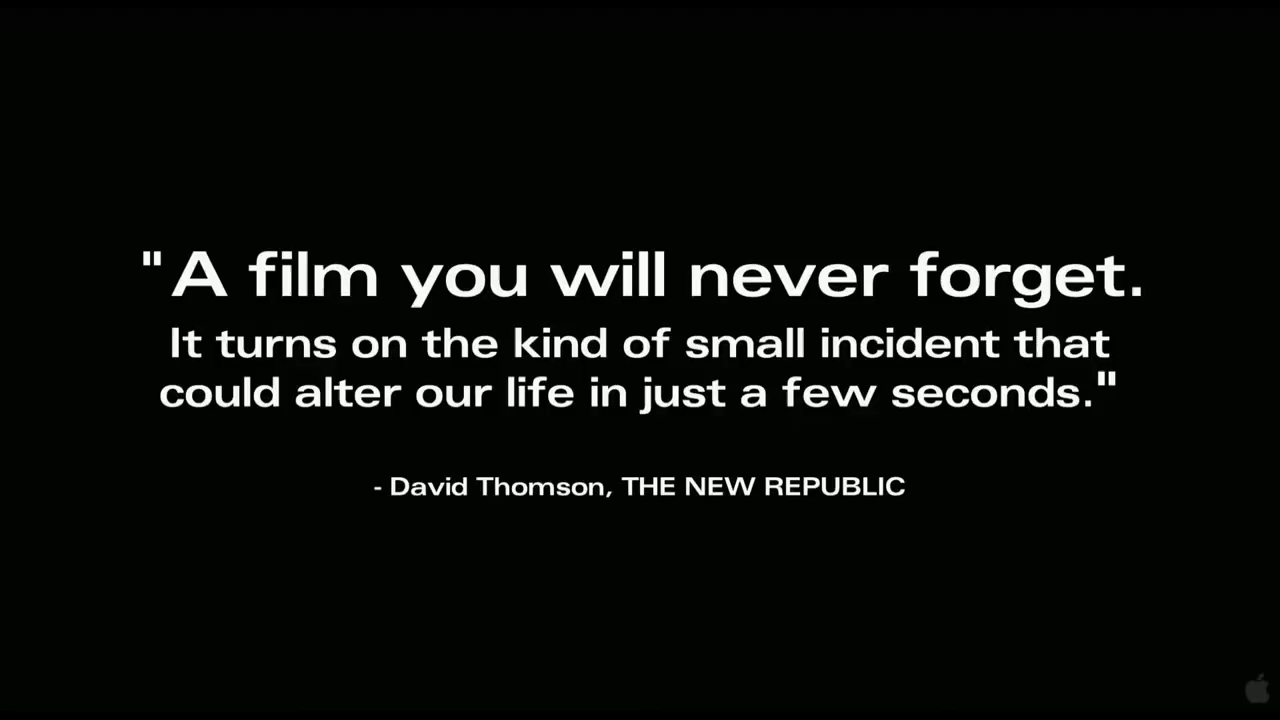 "A film you will never forget.
It turns on the kind of small incident that
could alter our life in just a few seconds."
- David Thomson, THE NEW REPUBLIC